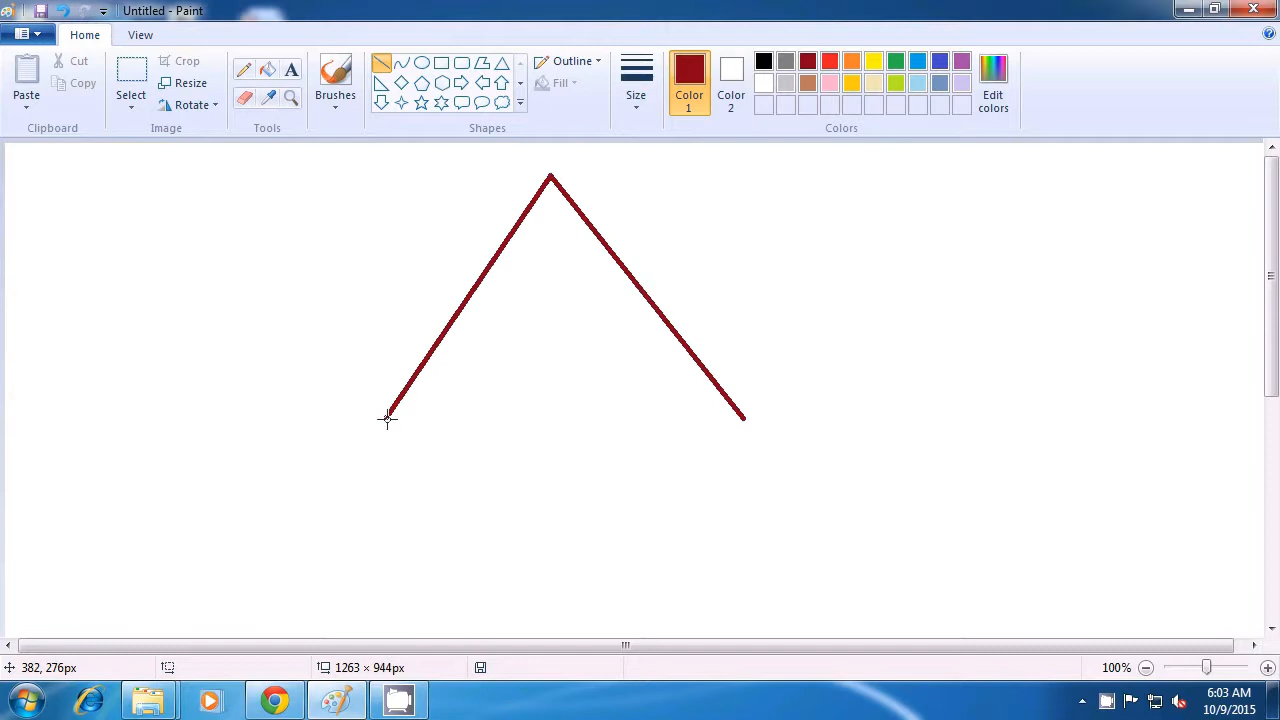 Untitled - Paint
Home View
Paste
Cut
Copy
Clipboard
Select
Crop
Resize
Rotate
Image
A
Tools
Brushes
Shapes
Outline
Fill
Size
Color 1
Color 2
Edit colors
Colors
382, 276px
1263 × 944px
100%
6:03 AM
10/9/2015